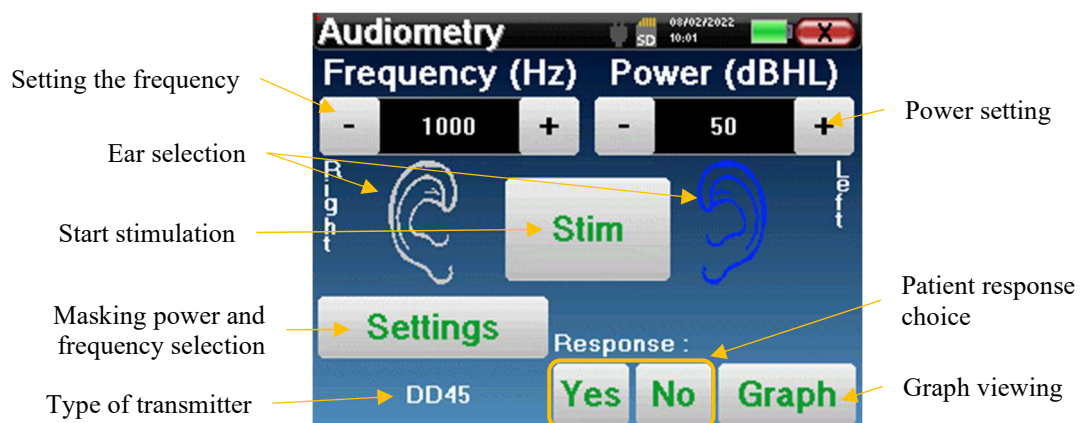 Audiometry
SD
08/02/2022
10:01
X
Frequency (Hz)
Power (dBHL)
Setting the frequency
-
1000
+
-
50
+
Power setting
Ear selection
Right
Left
Start stimulation
Stim
Masking power and
frequency selection
Settings
Patient response
choice
Response :
Type of transmitter
DD45
Yes
No
Graph
Graph viewing